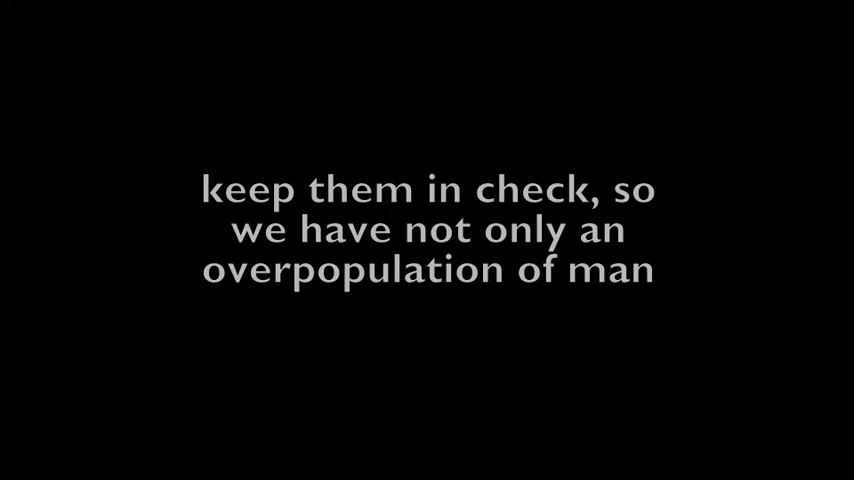 keep them in check, so
we have not only an
overpopulation of man